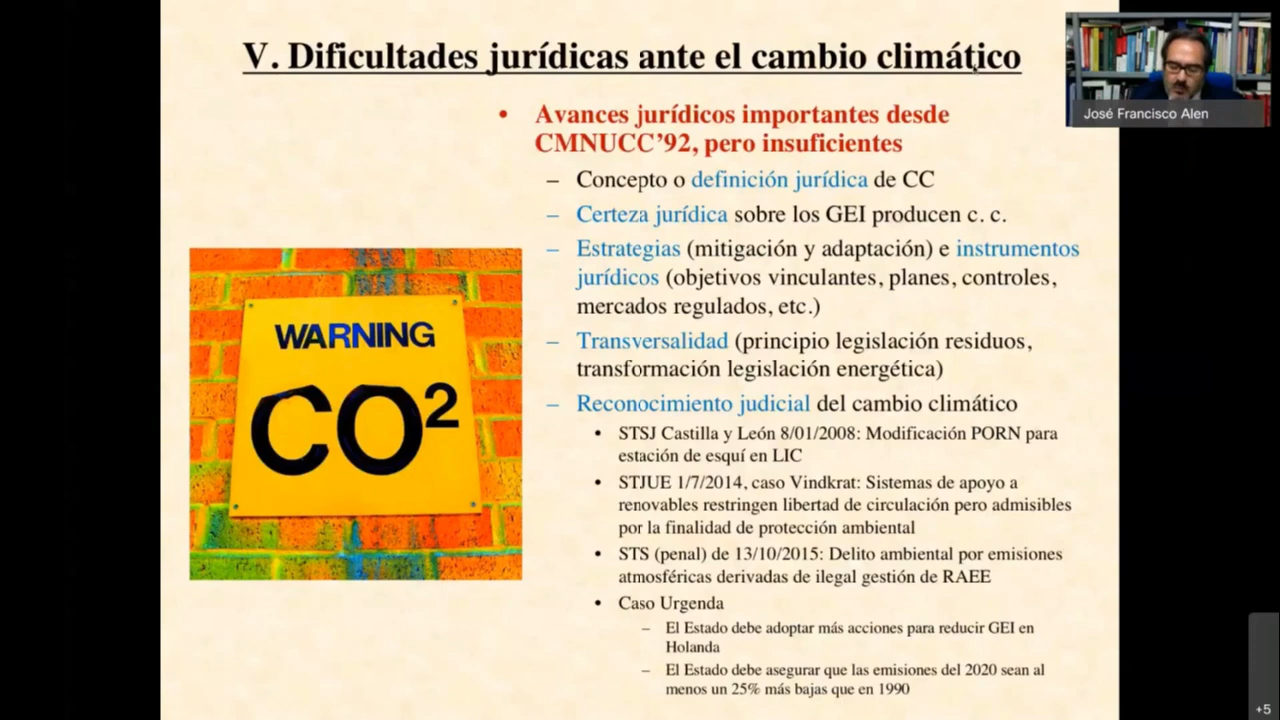 V. Dificultades jurídicas ante el cambio climático
José Francisco Alen
• Avances jurídicos importantes desde
CMNUCC’92, pero insuficientes
– Concepto o definición jurídica de CC
– Certeza jurídica sobre los GEI producen c. c.
– Estrategias (mitigación y adaptación) e instrumentos
jurídicos (objetivos vinculantes, planes, controles,
mercados regulados, etc.)
– Transversalidad (principio legislación residuos,
transformación legislación energética)
– Reconocimiento judicial del cambio climático
• STSJ Castilla y León 8/01/2008: Modificación PORN para
estación de esquí en LIC
• STJUE 1/7/2014, caso Vindkrat: Sistemas de apoyo a
renovables restringen libertad de circulación pero admisibles
por la finalidad de protección ambiental
• STS (penal) de 13/10/2015: Delito ambiental por emisiones
atmosféricas derivadas de ilegal gestión de RAEE
• Caso Urgenda
– El Estado debe adoptar más acciones para reducir GEI en
Holanda
– El Estado debe asegurar que las emisiones del 2020 sean al
menos un 25% más bajas que en 1990
WARNING
CO²
+5